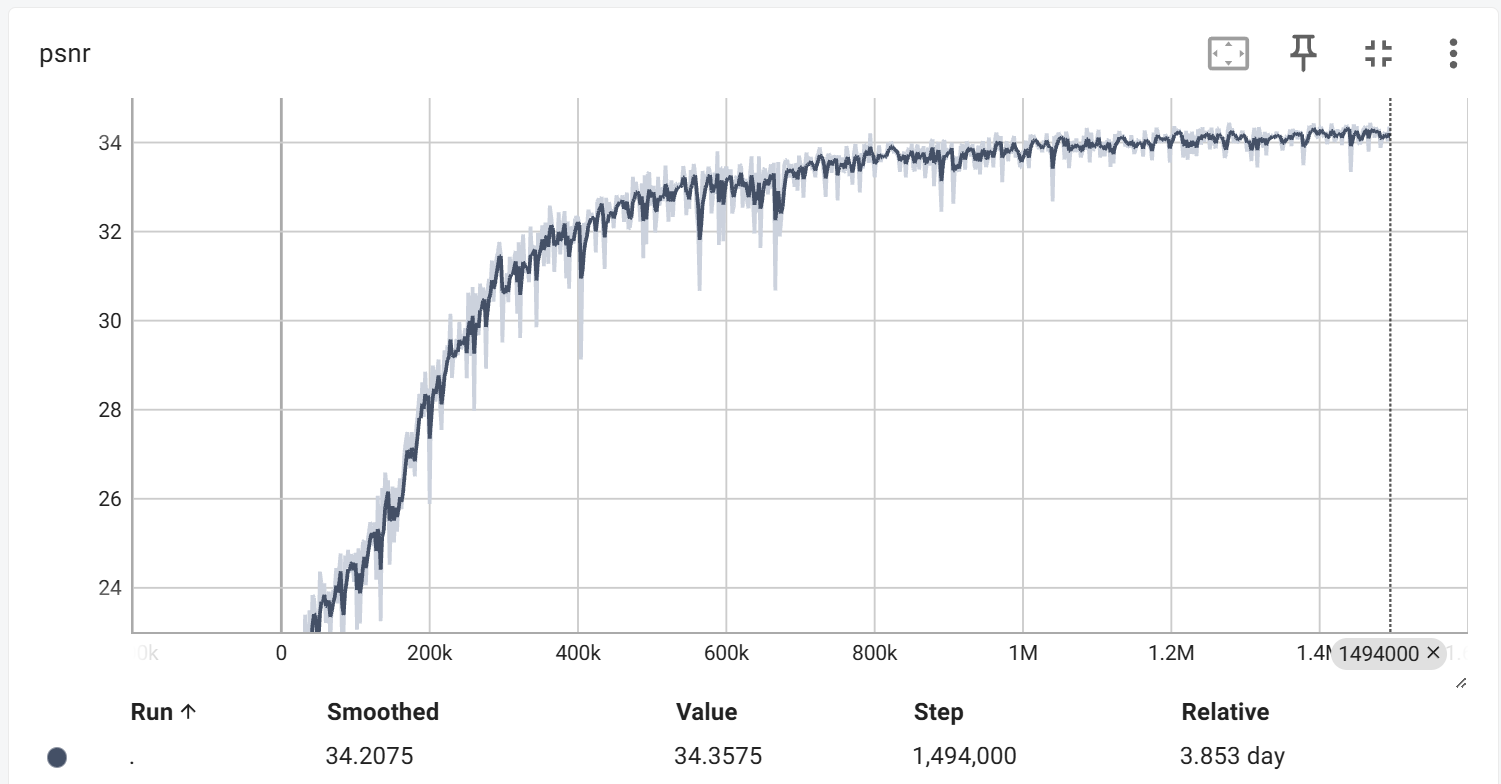 psnr
34
32
30
28
26
24
0k 0 200k 400k 600k 800k 1M 1.2M 1494000 ×
Run ↑ Smoothed Value Step Relative
. 34.2075 34.3575 1,494,000 3.853 day